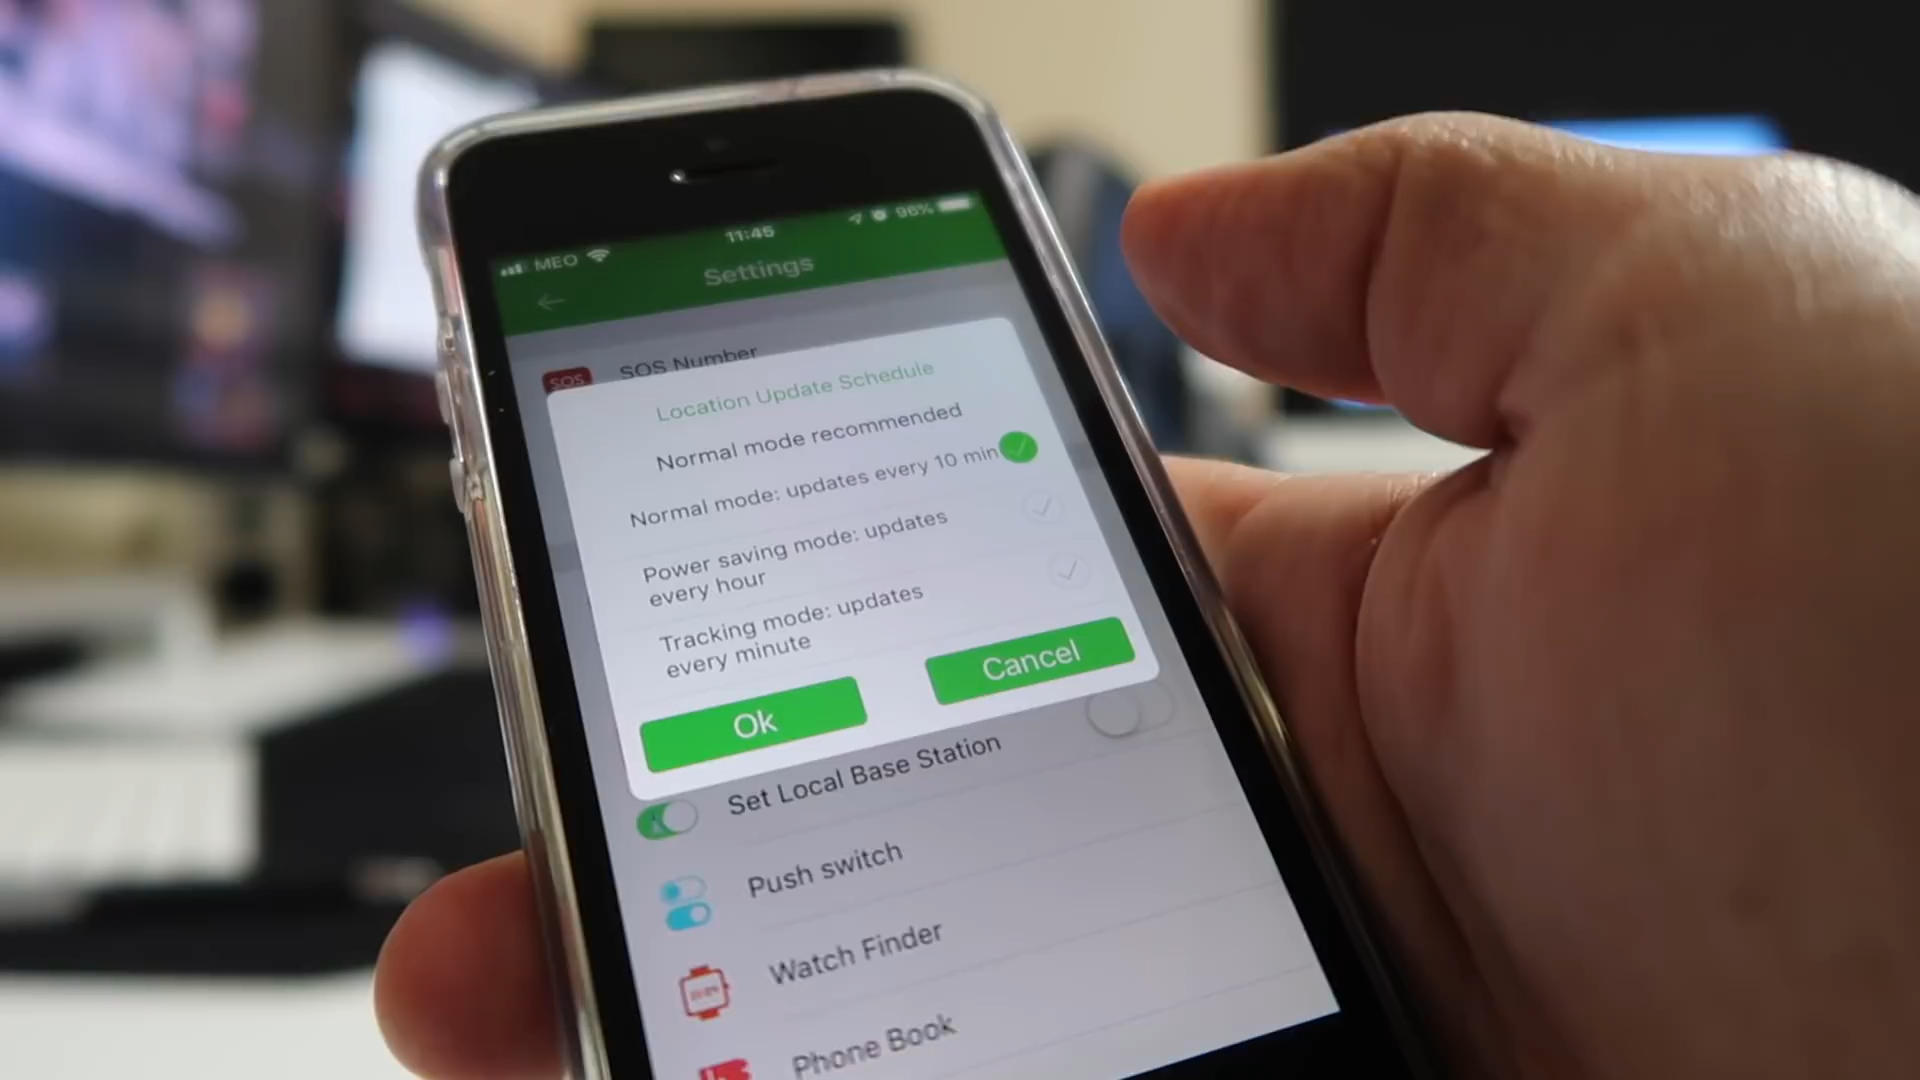 MEO 11:45 96%
Settings
SOS SOS Number
Location Update Schedule
Normal mode recommended
Normal mode: updates every 10 min
Power saving mode: updates
every hour
Tracking mode: updates
every minute
Ok Cancel
Set Local Base Station
Push switch
Watch Finder
Phone Book